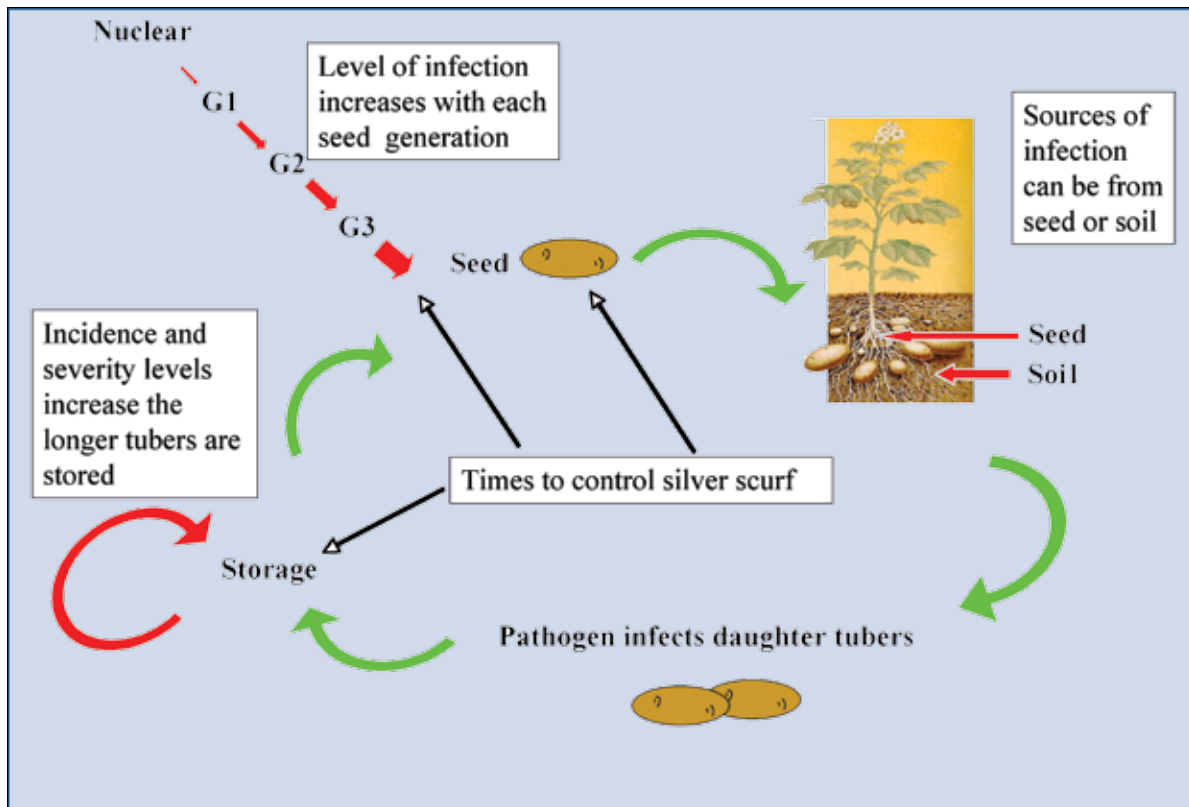 Nuclear
G1
G2
G3
Level of infection
increases with each
seed generation
Seed
Sources of
infection
can be from
seed or soil
Seed
Soil
Incidence and
severity levels
increase the
longer tubers are
stored
Times to control silver scurf
Storage
Pathogen infects daughter tubers